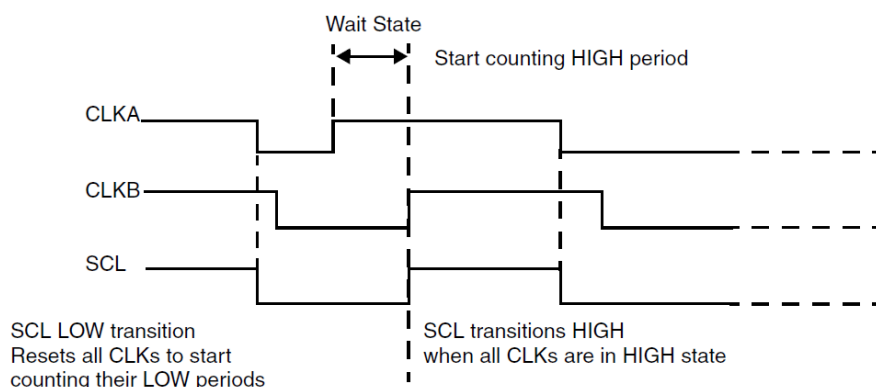 Wait State
Start counting HIGH period
CLKA
CLKB
SCL
SCL LOW transition
Resets all CLKs to start
counting their LOW periods
SCL transitions HIGH
when all CLKs are in HIGH state